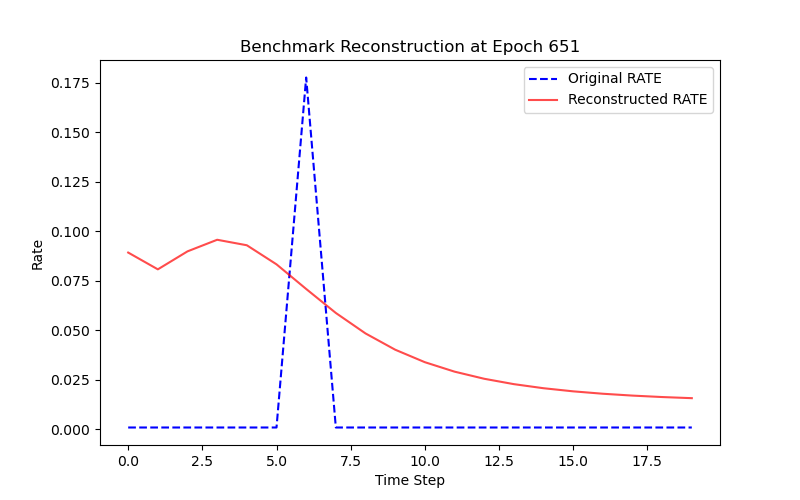 Benchmark Reconstruction at Epoch 651
Original RATE
Reconstructed RATE
0.175
0.150
0.125
0.100
0.075
0.050
0.025
0.000
Rate
0.0 2.5 5.0 7.5 10.0 12.5 15.0 17.5
Time Step